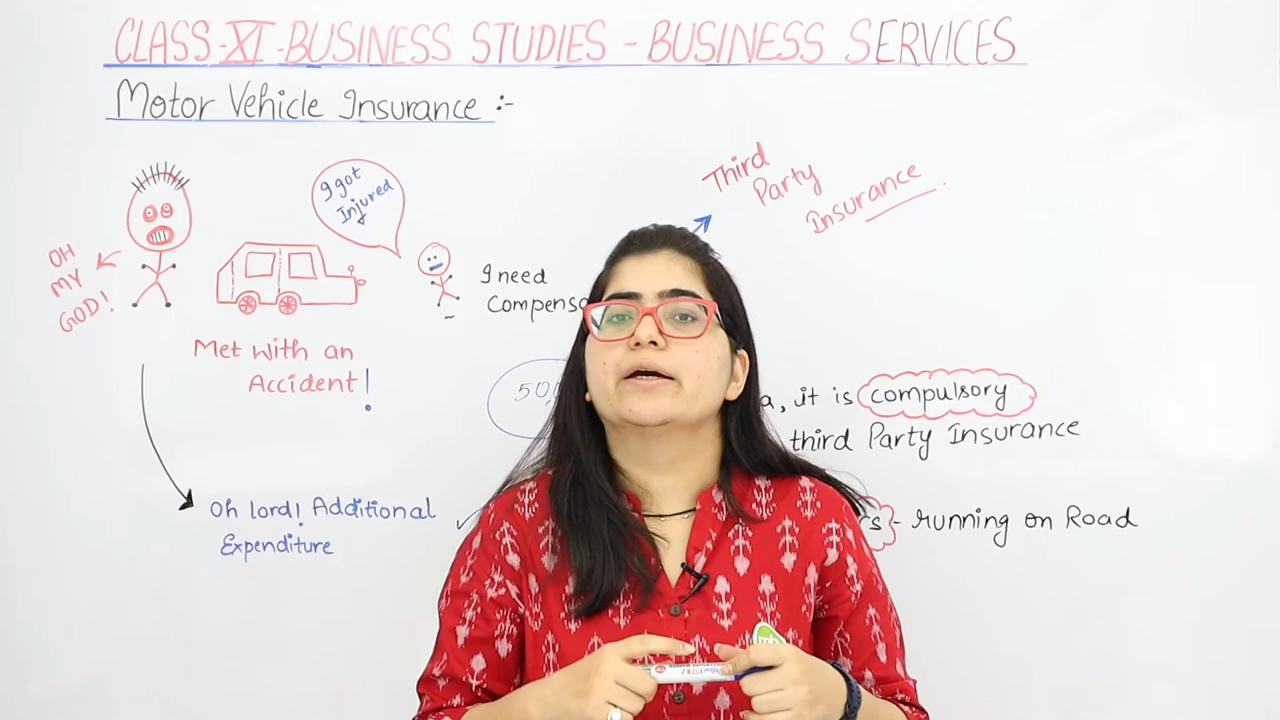 CLASS-XI-BUSINESS STUDIES - BUSINESS SERVICES
Motor Vehicle Insurance :-
Third
Party
Insurance
I got
Injured
OH
MY
GOD!
I need
Met with an
Accident!
, it is compulsory
third Party Insurance
Oh lord! Additional
Expenditure
- running on Road